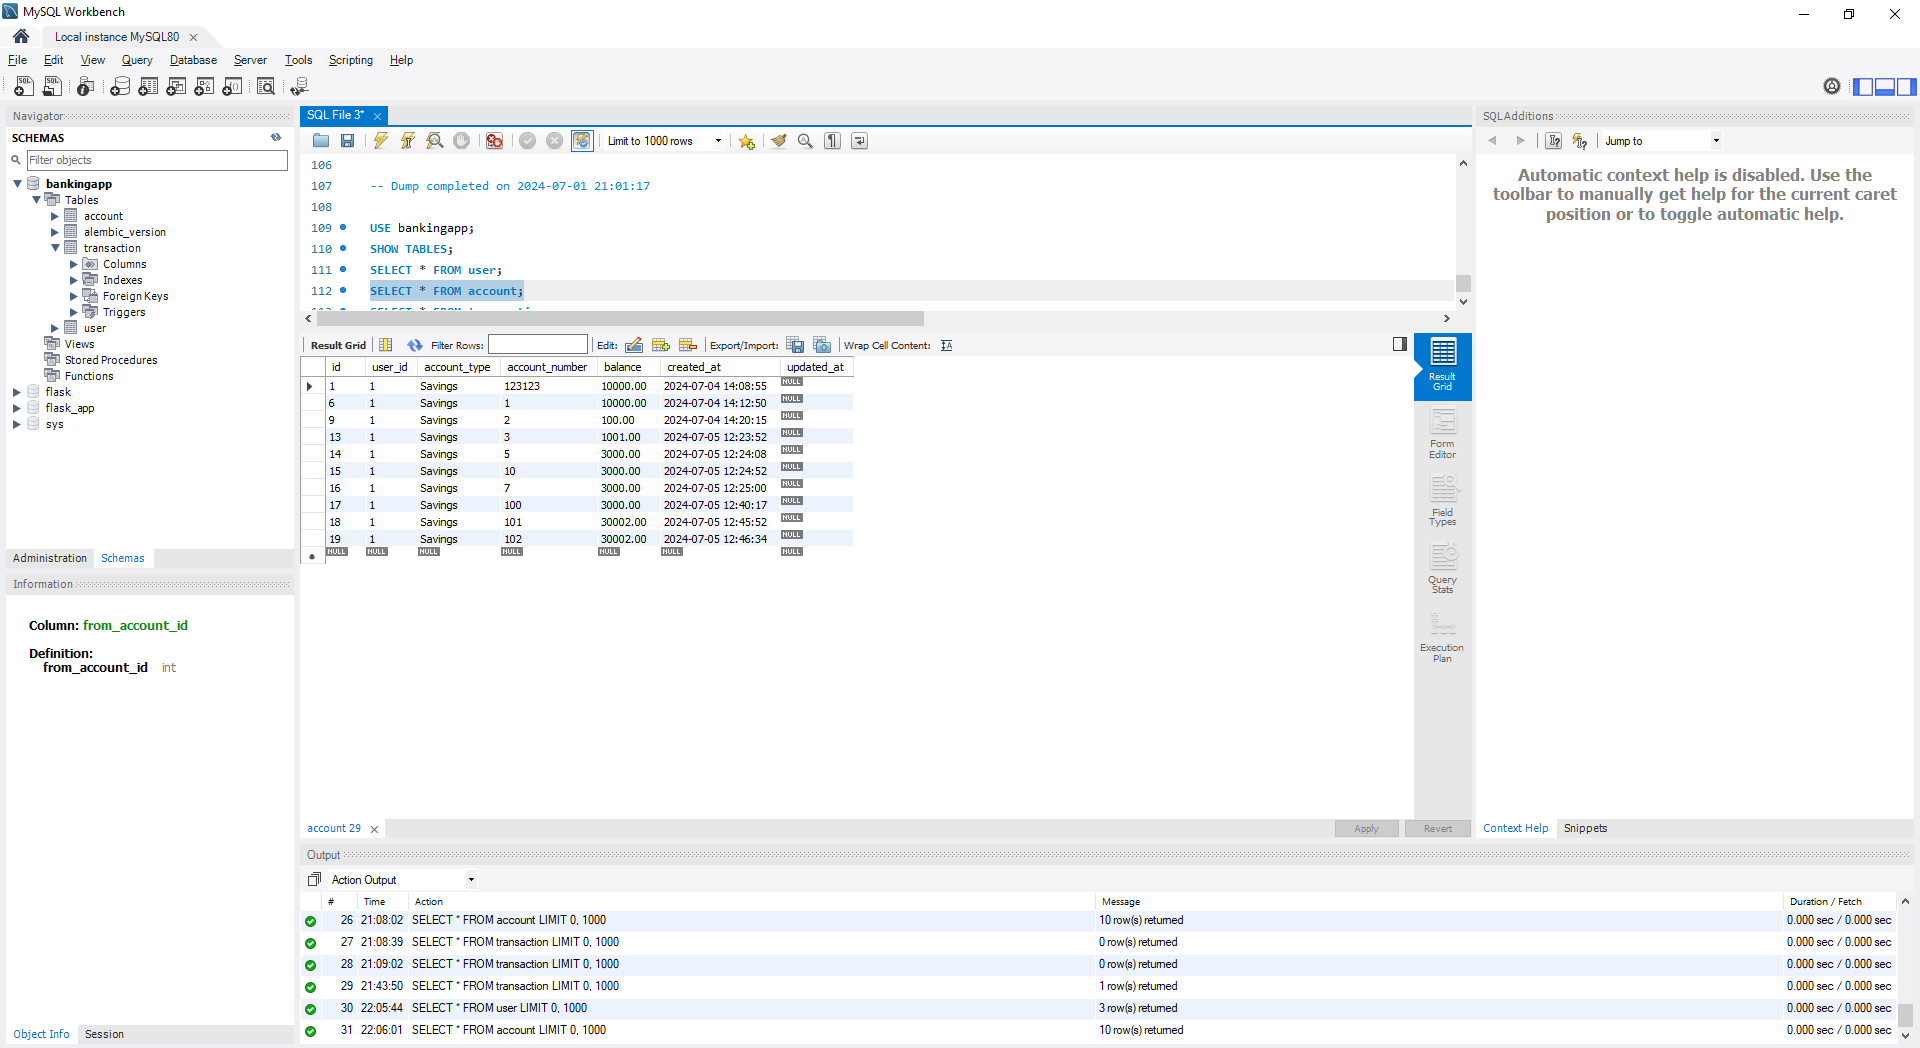 MySQL Workbench
Local instance MySQL80
File Edit View Query Database Server Tools Scripting Help
Navigator
SCHEMAS
Filter objects
bankingapp
Tables
account
alembic_version
transaction
Columns
Indexes
Foreign Keys
Triggers
user
Views
Stored Procedures
Functions
flask
flask_app
sys
Administration Schemas
Information
Column: from_account_id
Definition:
from_account_id int
Object Info Session
SQL File 3*
Limit to 1000 rows
106
107 -- Dump completed on 2024-07-01 21:01:17
108
109 USE bankingapp;
110 SHOW TABLES;
111 SELECT * FROM user;
112 SELECT * FROM account;
Result Grid Filter Rows: Edit: Export/Import: Wrap Cell Content:
id user_id account_type account_number balance created_at updated_at
1 1 Savings 123123 10000.00 2024-07-04 14:08:55 NULL
6 1 Savings 1 10000.00 2024-07-04 14:12:50 NULL
9 1 Savings 2 100.00 2024-07-04 14:20:15 NULL
13 1 Savings 3 1001.00 2024-07-05 12:23:52 NULL
14 1 Savings 5 3000.00 2024-07-05 12:24:08 NULL
15 1 Savings 10 3000.00 2024-07-05 12:24:52 NULL
16 1 Savings 7 3000.00 2024-07-05 12:25:00 NULL
17 1 Savings 100 3000.00 2024-07-05 12:40:17 NULL
18 1 Savings 101 30002.00 2024-07-05 12:45:52 NULL
19 1 Savings 102 30002.00 2024-07-05 12:46:34 NULL
NULL NULL NULL NULL NULL NULL NULL
Result
Grid
Form
Editor
Field
Types
Query
Stats
Execution
Plan
account 29
Apply Revert
SQLAdditions
Jump to
Automatic context help is disabled. Use the
toolbar to manually get help for the current caret
position or to toggle automatic help.
Context Help Snippets
Output
Action Output
# Time Action Message Duration / Fetch
26 21:08:02 SELECT * FROM account LIMIT 0, 1000 10 row(s) returned 0.000 sec / 0.000 sec
27 21:08:39 SELECT * FROM transaction LIMIT 0, 1000 0 row(s) returned 0.000 sec / 0.000 sec
28 21:09:02 SELECT * FROM transaction LIMIT 0, 1000 0 row(s) returned 0.000 sec / 0.000 sec
29 21:43:50 SELECT * FROM transaction LIMIT 0, 1000 1 row(s) returned 0.000 sec / 0.000 sec
30 22:05:44 SELECT * FROM user LIMIT 0, 1000 3 row(s) returned 0.000 sec / 0.000 sec
31 22:06:01 SELECT * FROM account LIMIT 0, 1000 10 row(s) returned 0.000 sec / 0.000 sec